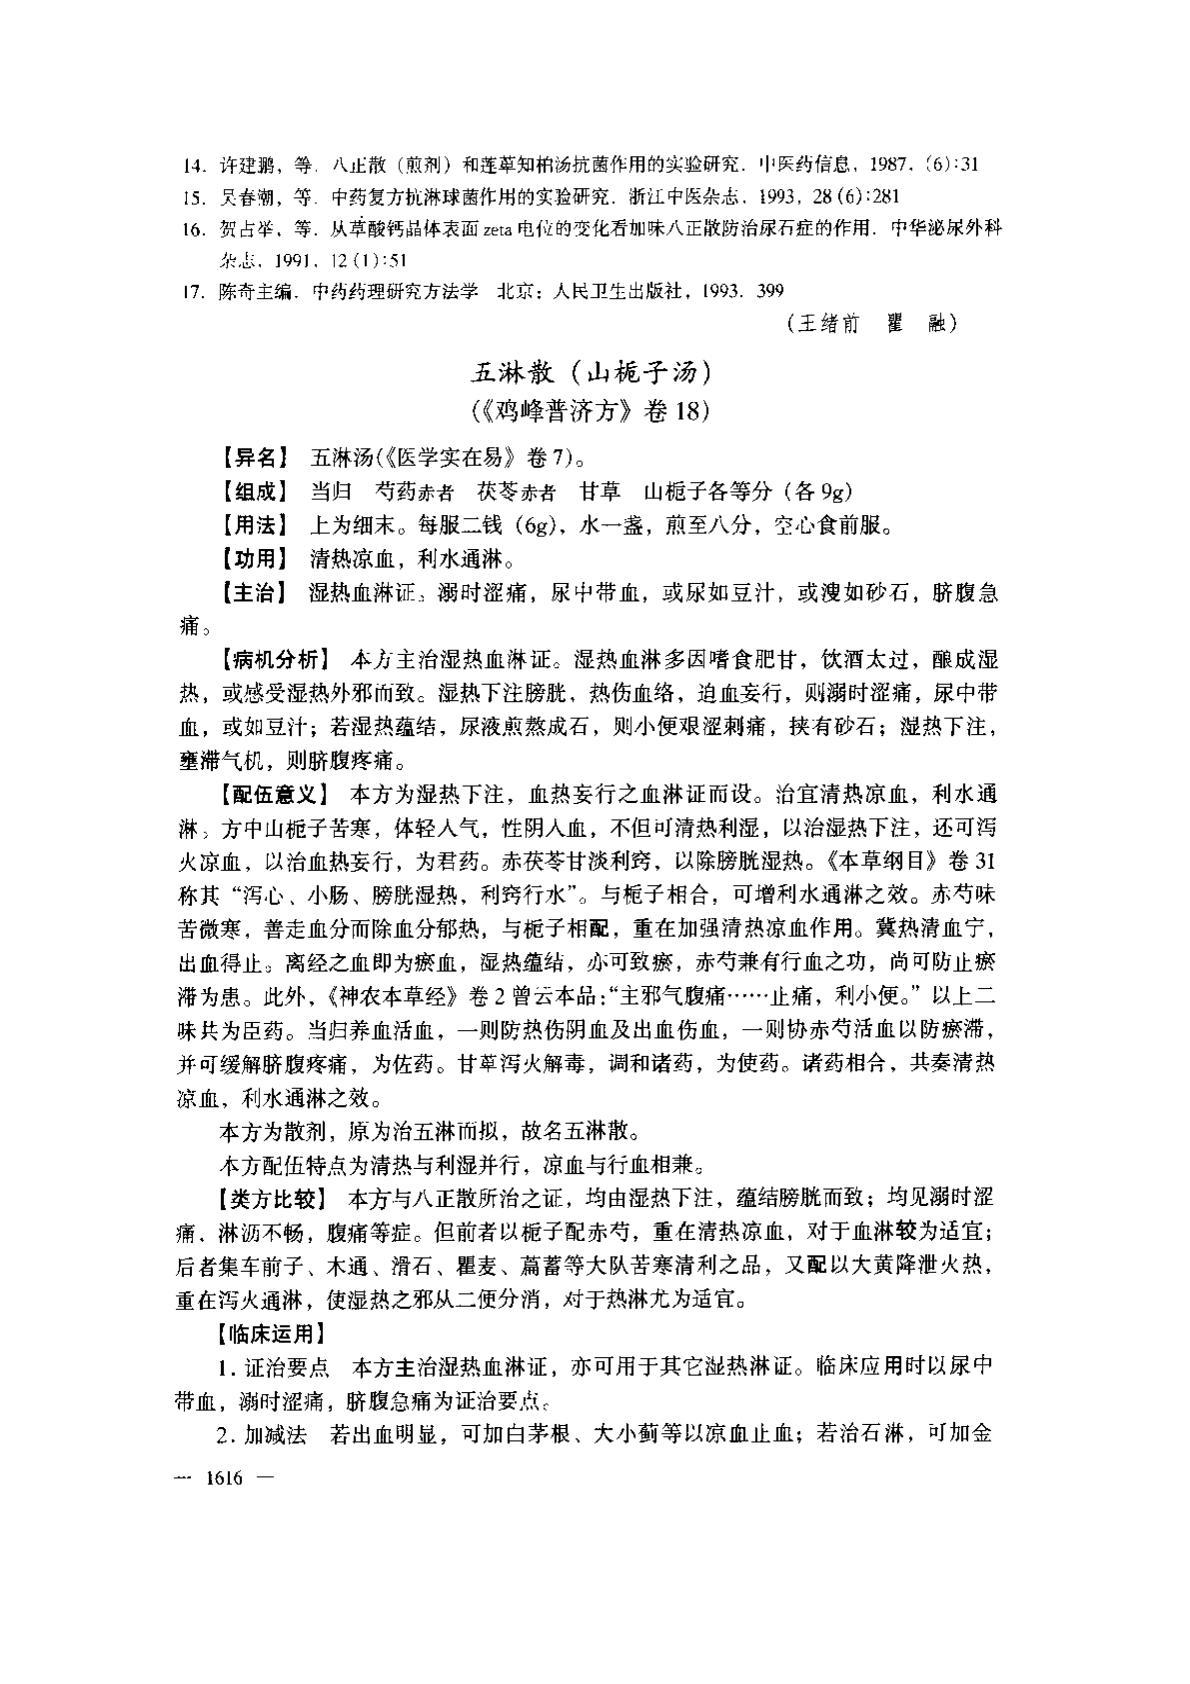 14. 许建鹏，等. 八正散（煎剂）和莲草知柏汤抗菌作用的实验研究. 中医药信息，1987，(6):31
15. 吴春潮，等. 中药复方抗淋球菌作用的实验研究. 浙江中医杂志，1993，28(6):281
16. 贺占举，等. 从草酸钙晶体表面zeta电位的变化看加味八正散防治尿石症的作用. 中华泌尿外科
杂志，1991，12(1):51
17. 陈奇主编. 中药药理研究方法学 北京：人民卫生出版社，1993. 399
（王绪前 瞿 融）
五淋散（山栀子汤）
（《鸡峰普济方》卷18）
【异名】 五淋汤(《医学实在易》卷7)。
【组成】 当归 芍药赤者 茯苓赤者 甘草 山栀子各等分（各9g）
【用法】 上为细末。每服二钱（6g)，水一盏，煎至八分，空心食前服。
【功用】 清热凉血，利水通淋。
【主治】 湿热血淋证。溺时涩痛，尿中带血，或尿如豆汁，或溲如砂石，脐腹急
痛。
【病机分析】 本方主治湿热血淋证。湿热血淋多因嗜食肥甘，饮酒太过，酿成湿
热，或感受湿热外邪而致。湿热下注膀胱，热伤血络，迫血妄行，则溺时涩痛，尿中带
血，或如豆汁；若湿热蕴结，尿液煎熬成石，则小便艰涩刺痛，挟有砂石；湿热下注，
壅滞气机，则脐腹疼痛。
【配伍意义】 本方为湿热下注，血热妄行之血淋证而设。治宜清热凉血，利水通
淋。方中山栀子苦寒，体轻入气，性阴入血，不但可清热利湿，以治湿热下注，还可泻
火凉血，以治血热妄行，为君药。赤茯苓甘淡利窍，以除膀胱湿热。《本草纲目》卷31
称其“泻心、小肠、膀胱湿热，利窍行水”。与栀子相合，可增利水通淋之效。赤芍味
苦微寒，善走血分而除血分郁热，与栀子相配，重在加强清热凉血作用。冀热清血宁，
出血得止。离经之血即为瘀血，湿热蕴结，亦可致瘀，赤芍兼有行血之功，尚可防止瘀
滞为患。此外，《神农本草经》卷2曾云本品：“主邪气腹痛……止痛，利小便。”以上二
味共为臣药。当归养血活血，一则防热伤阴血及出血伤血，一则协赤芍活血以防瘀滞，
并可缓解脐腹疼痛，为佐药。甘草泻火解毒，调和诸药，为使药。诸药相合，共奏清热
凉血，利水通淋之效。
本方为散剂，原为治五淋而拟，故名五淋散。
本方配伍特点为清热与利湿并行，凉血与行血相兼。
【类方比较】 本方与八正散所治之证，均由湿热下注，蕴结膀胱而致；均见溺时涩
痛、淋沥不畅，腹痛等症。但前者以栀子配赤芍，重在清热凉血，对于血淋较为适宜；
后者集车前子、木通、滑石、瞿麦、萹蓄等大队苦寒清利之品，又配以大黄降泄火热，
重在泻火通淋，使湿热之邪从二便分消，对于热淋尤为适宜。
【临床运用】
1. 证治要点 本方主治湿热血淋证，亦可用于其它湿热淋证。临床应用时以尿中
带血，溺时涩痛，脐腹急痛为证治要点。
2. 加减法 若出血明显，可加白茅根、大小蓟等以凉血止血；若治石淋，可加金
— 1616 —